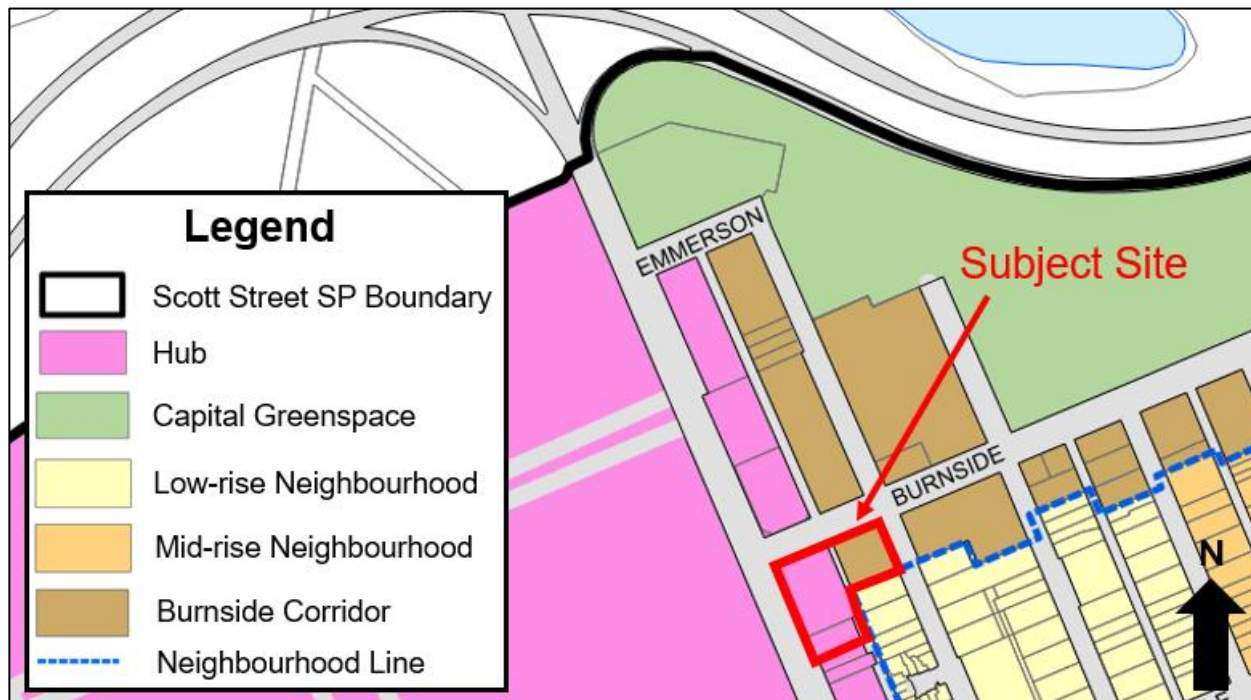 EMMERSON
Subject Site
BURNSIDE
N
Legend
Scott Street SP Boundary
Hub
Capital Greenspace
Low-rise Neighbourhood
Mid-rise Neighbourhood
Burnside Corridor
Neighbourhood Line